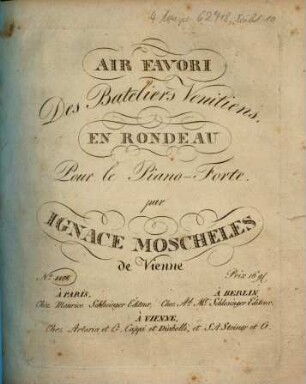 AIR FAVORI
Des Bateliers Venitiens,
EN RONDEAU
Pour le Piano-Forte.
par
IGNACE MOSCHELES
de Vienne
À PARIS, À BERLIN,
Chez Maurice Schlesinger Editeur, Chez Ad. Mt. Schlesinger Editeur.
À VIENNE,
Chez Artaria et C. Cappi et Diabelli, et S.A. Steiner et C.